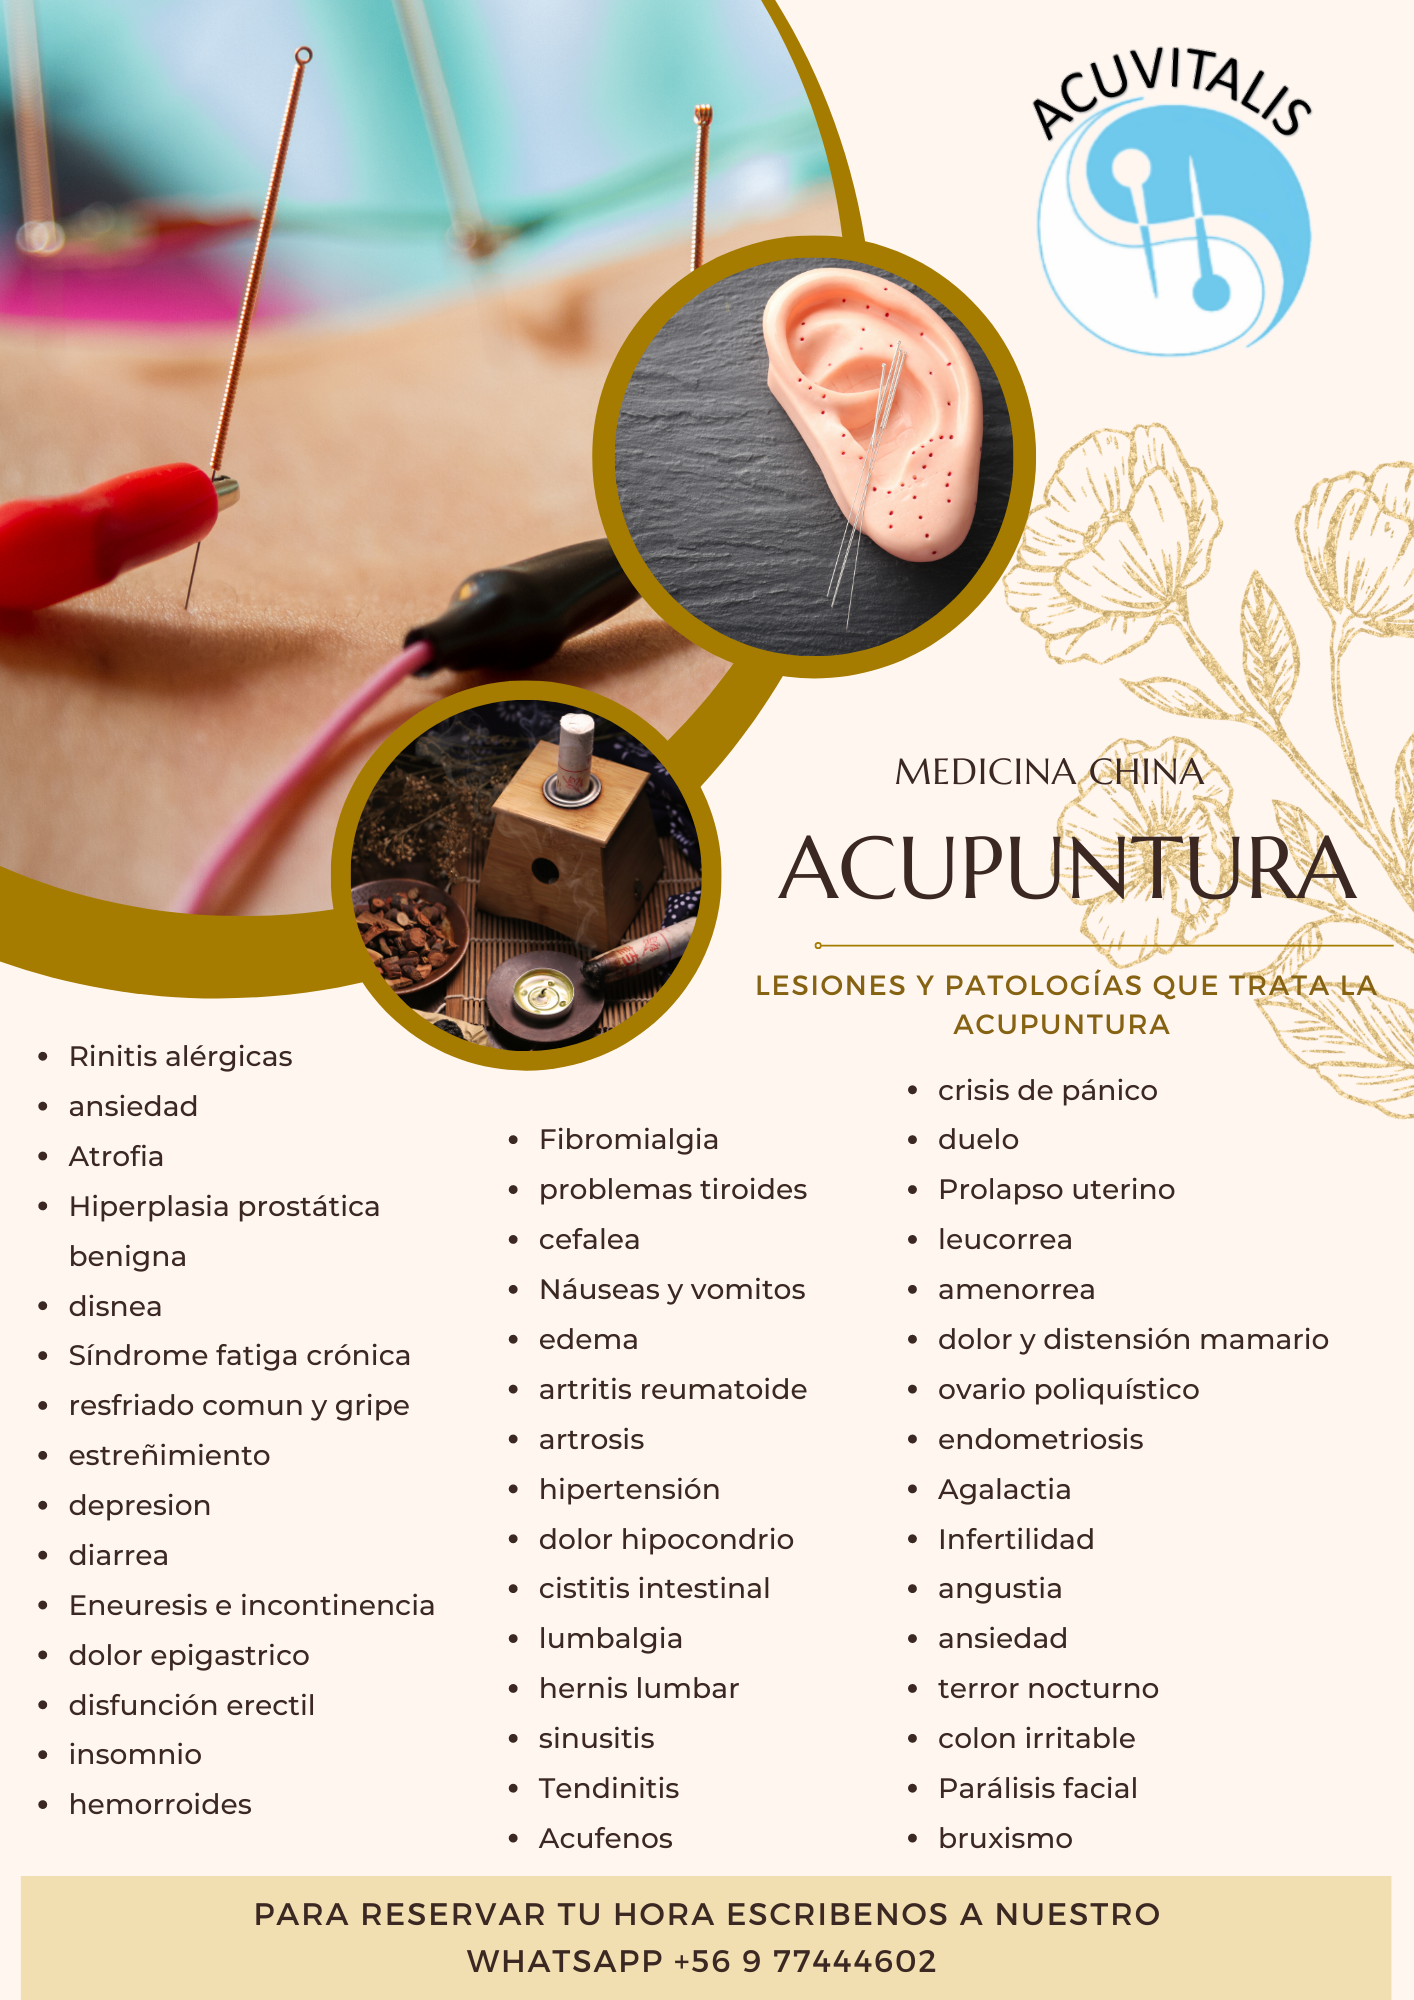 ACUVITALIS
MEDICINA CHINA
ACUPUNTURA
LESIONES Y PATOLOGÍAS QUE TRATA LA
ACUPUNTURA
Rinitis alérgicas
ansiedad
Atrofia
Hiperplasia prostática
benigna
disnea
Síndrome fatiga crónica
resfriado comun y gripe
estreñimiento
depresion
diarrea
Eneuresis e incontinencia
dolor epigastrico
disfunción erectil
insomnio
hemorroides
Fibromialgia
problemas tiroides
cefalea
Náuseas y vomitos
edema
artritis reumatoide
artrosis
hipertensión
dolor hipocondrio
cistitis intestinal
lumbalgia
hernis lumbar
sinusitis
Tendinitis
Acufenos
crisis de pánico
duelo
Prolapso uterino
leucorrea
amenorrea
dolor y distensión mamario
ovario poliquístico
endometriosis
Agalactia
Infertilidad
angustia
ansiedad
terror nocturno
colon irritable
Parálisis facial
bruxismo
PARA RESERVAR TU HORA ESCRIBENOS A NUESTRO
WHATSAPP +56 9 77444602